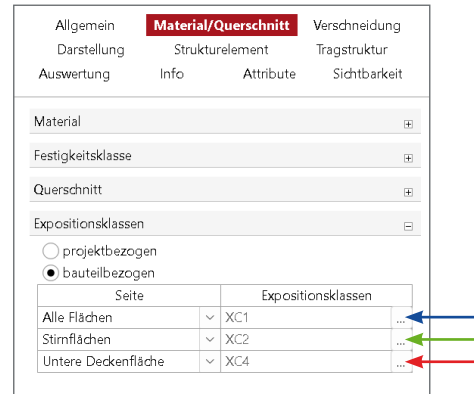 Allgemein Material/Querschnitt Verschneidung
Darstellung Strukturelement Tragstruktur
Auswertung Info Attribute Sichtbarkeit
Material
Festigkeitsklasse
Querschnitt
Expositionsklassen
projektbezogen
bauteilbezogen
Seite Expositionsklassen
Alle Flächen XC1 ...
Stirnflächen XC2 ...
Untere Deckenfläche XC4 ...